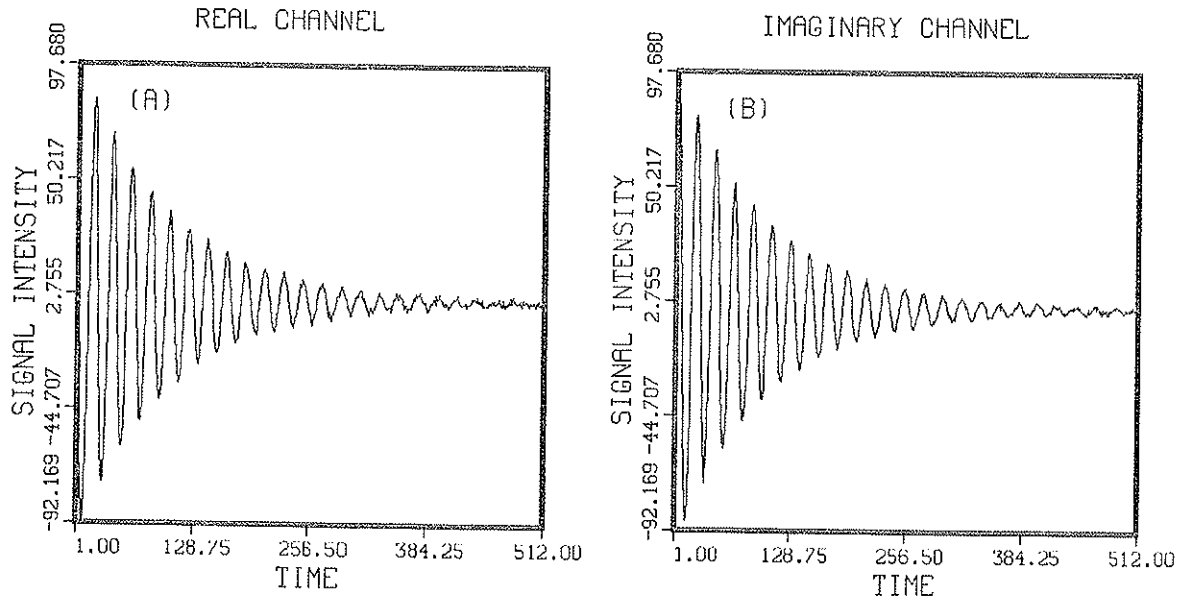 REAL CHANNEL
(A)
SIGNAL INTENSITY
97.680
50.217
2.755
-44.707
-92.169
1.00
128.75
256.50
384.25
512.00
TIME
IMAGINARY CHANNEL
(B)
SIGNAL INTENSITY
97.680
50.217
2.755
-44.707
-92.169
1.00
128.75
256.50
384.25
512.00
TIME